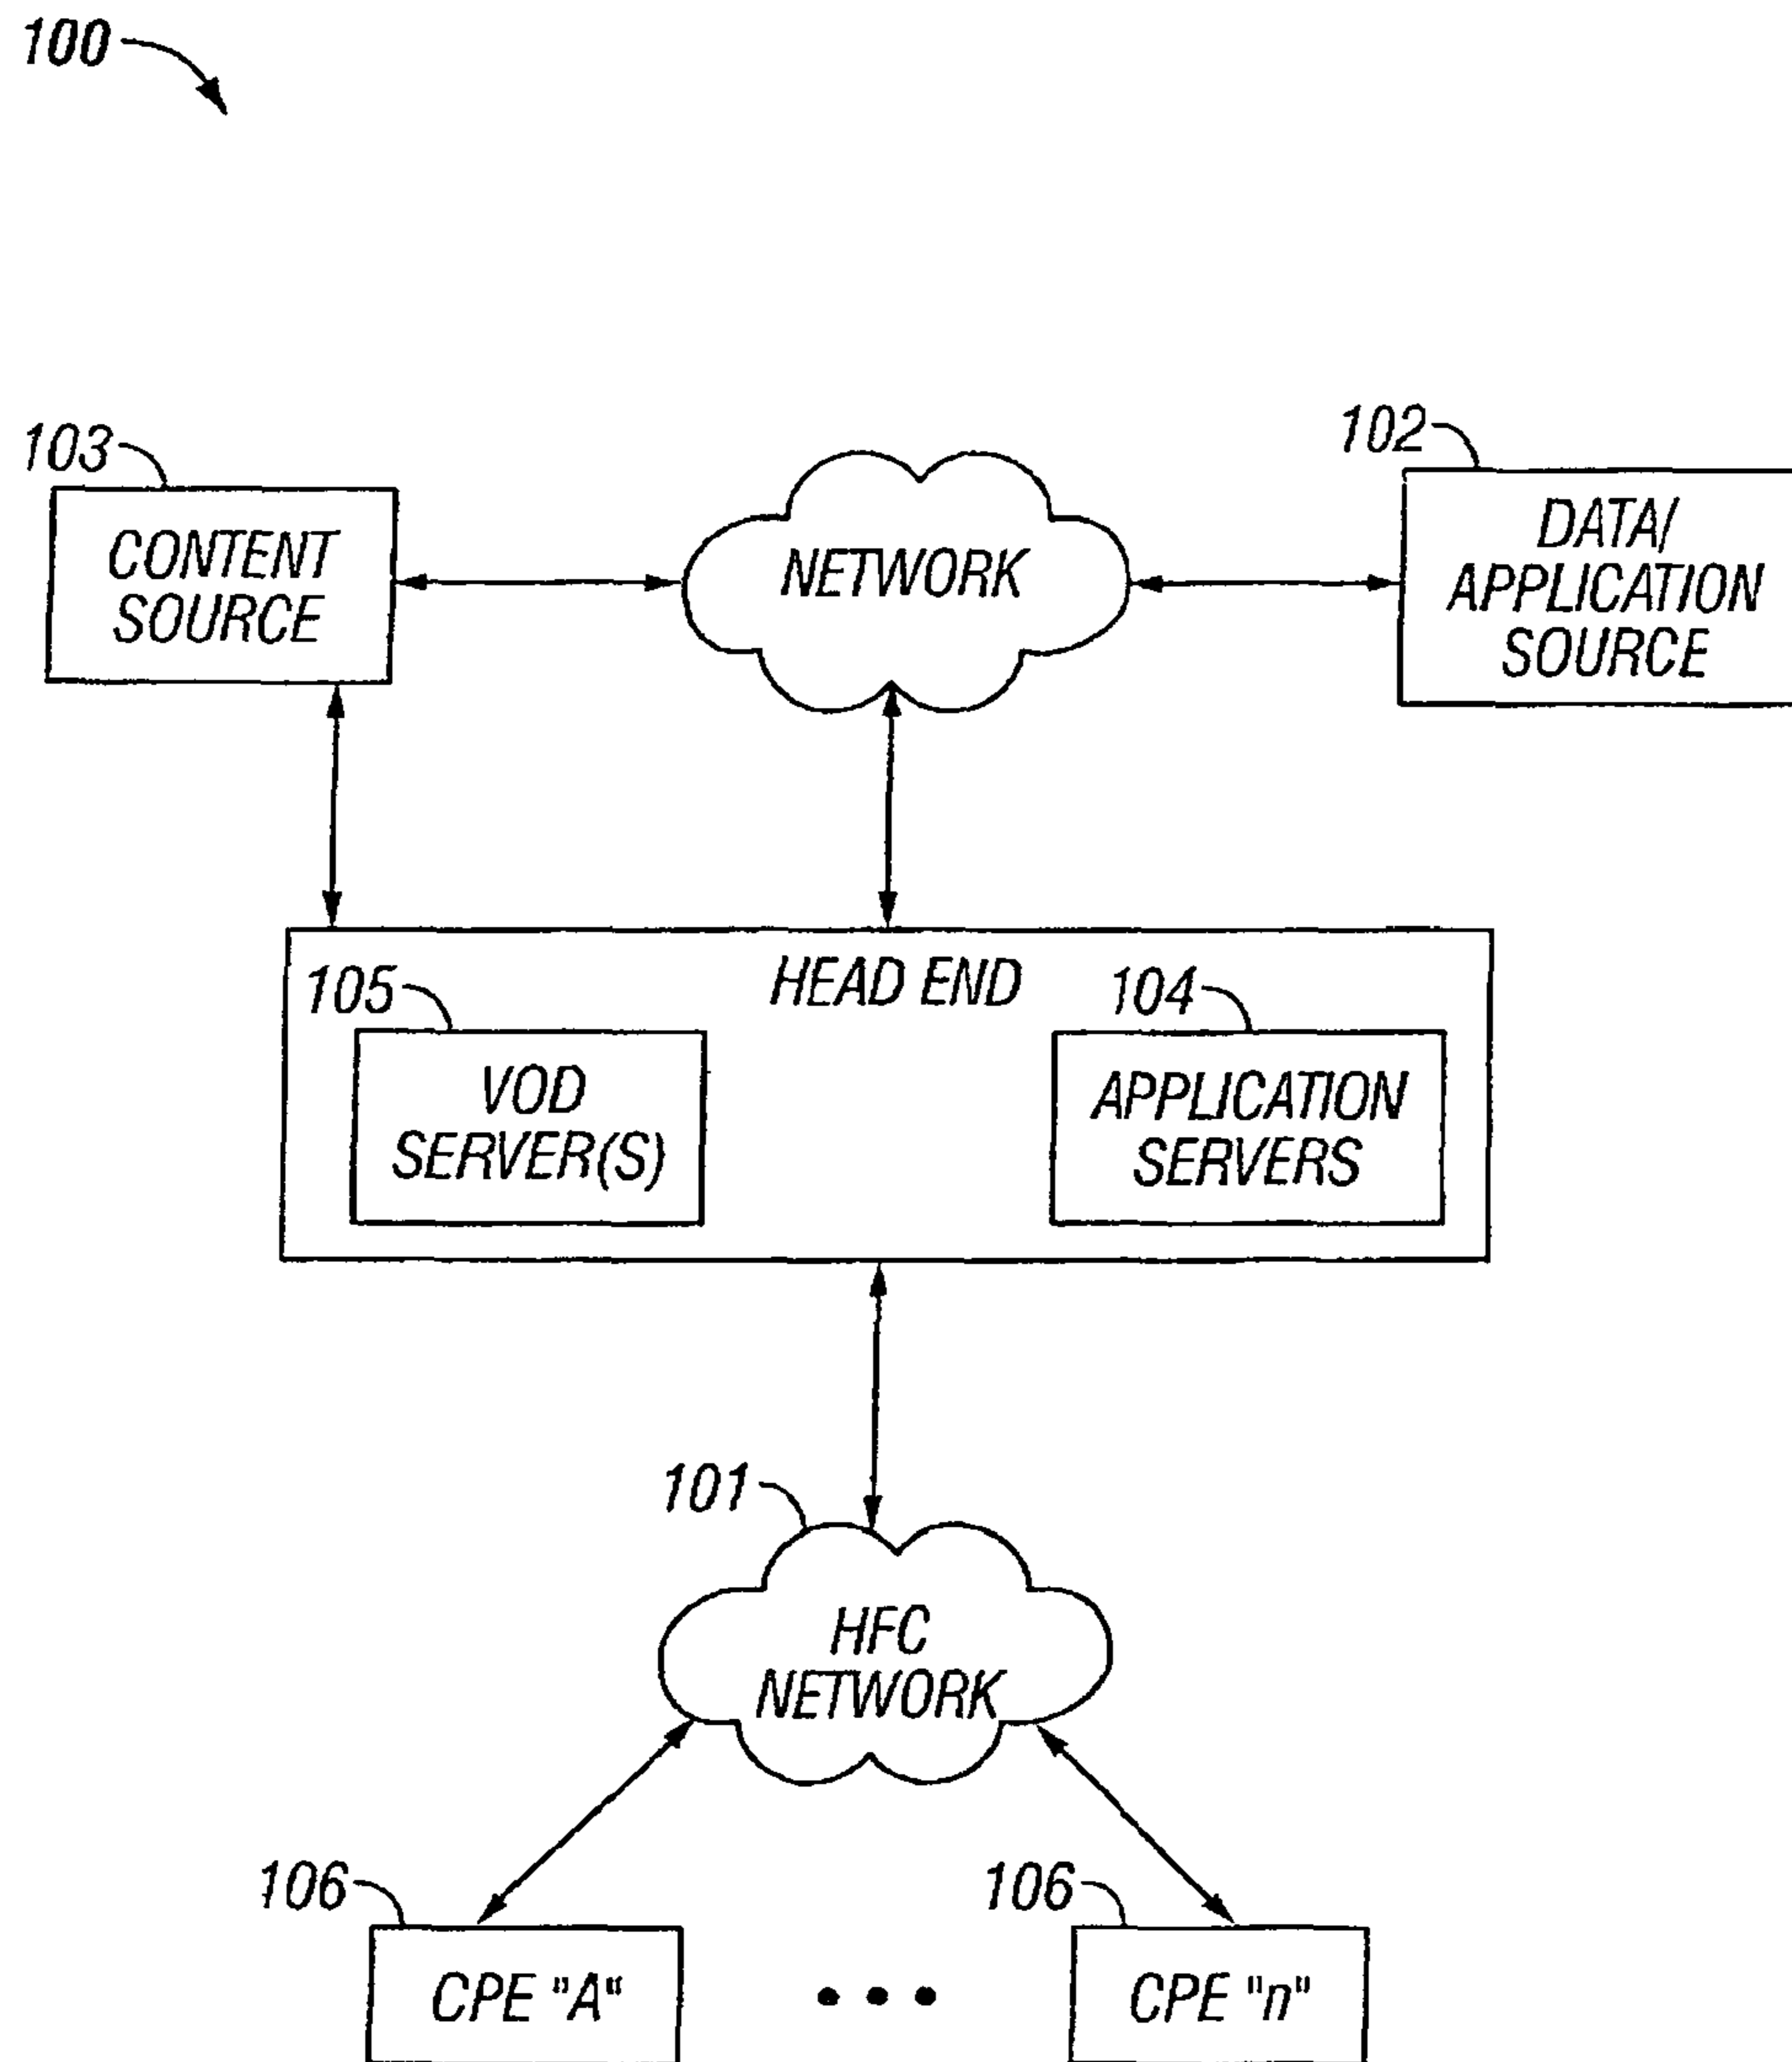 100
103
CONTENT
SOURCE
NETWORK
102
DATA/
APPLICATION
SOURCE
HEAD END
105
VOD
SERVER(S)
104
APPLICATION
SERVERS
101
HFC
NETWORK
106
CPE "A"
• • •
106
CPE "n"